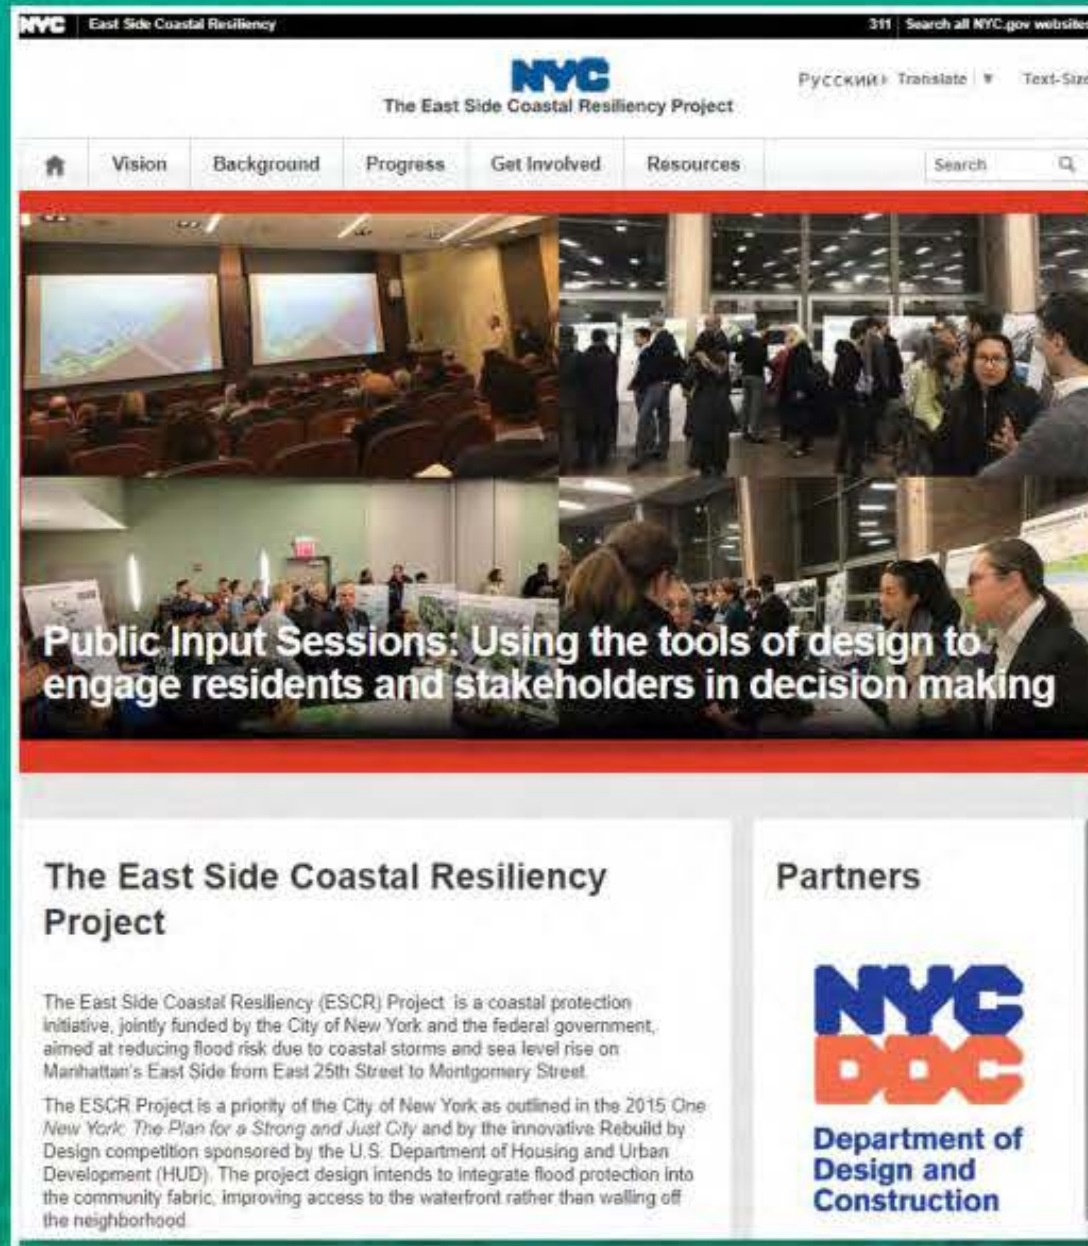 NYC East Side Coastal Resiliency
311 Search all NYC.gov websites
NYC
The East Side Coastal Resiliency Project
Русский Translate ▼ Text-Size
Vision Background Progress Get Involved Resources Search
Public Input Sessions: Using the tools of design to
engage residents and stakeholders in decision making
The East Side Coastal Resiliency
Project
The East Side Coastal Resiliency (ESCR) Project is a coastal protection
initiative, jointly funded by the City of New York and the federal government,
aimed at reducing flood risk due to coastal storms and sea level rise on
Manhattan's East Side from East 25th Street to Montgomery Street.
The ESCR Project is a priority of the City of New York as outlined in the 2015 One
New York: The Plan for a Strong and Just City and by the innovative Rebuild by
Design competition sponsored by the U.S. Department of Housing and Urban
Development (HUD). The project design intends to integrate flood protection into
the community fabric, improving access to the waterfront rather than walling off
the neighborhood.
Partners
NYC
DDC
Department of
Design and
Construction